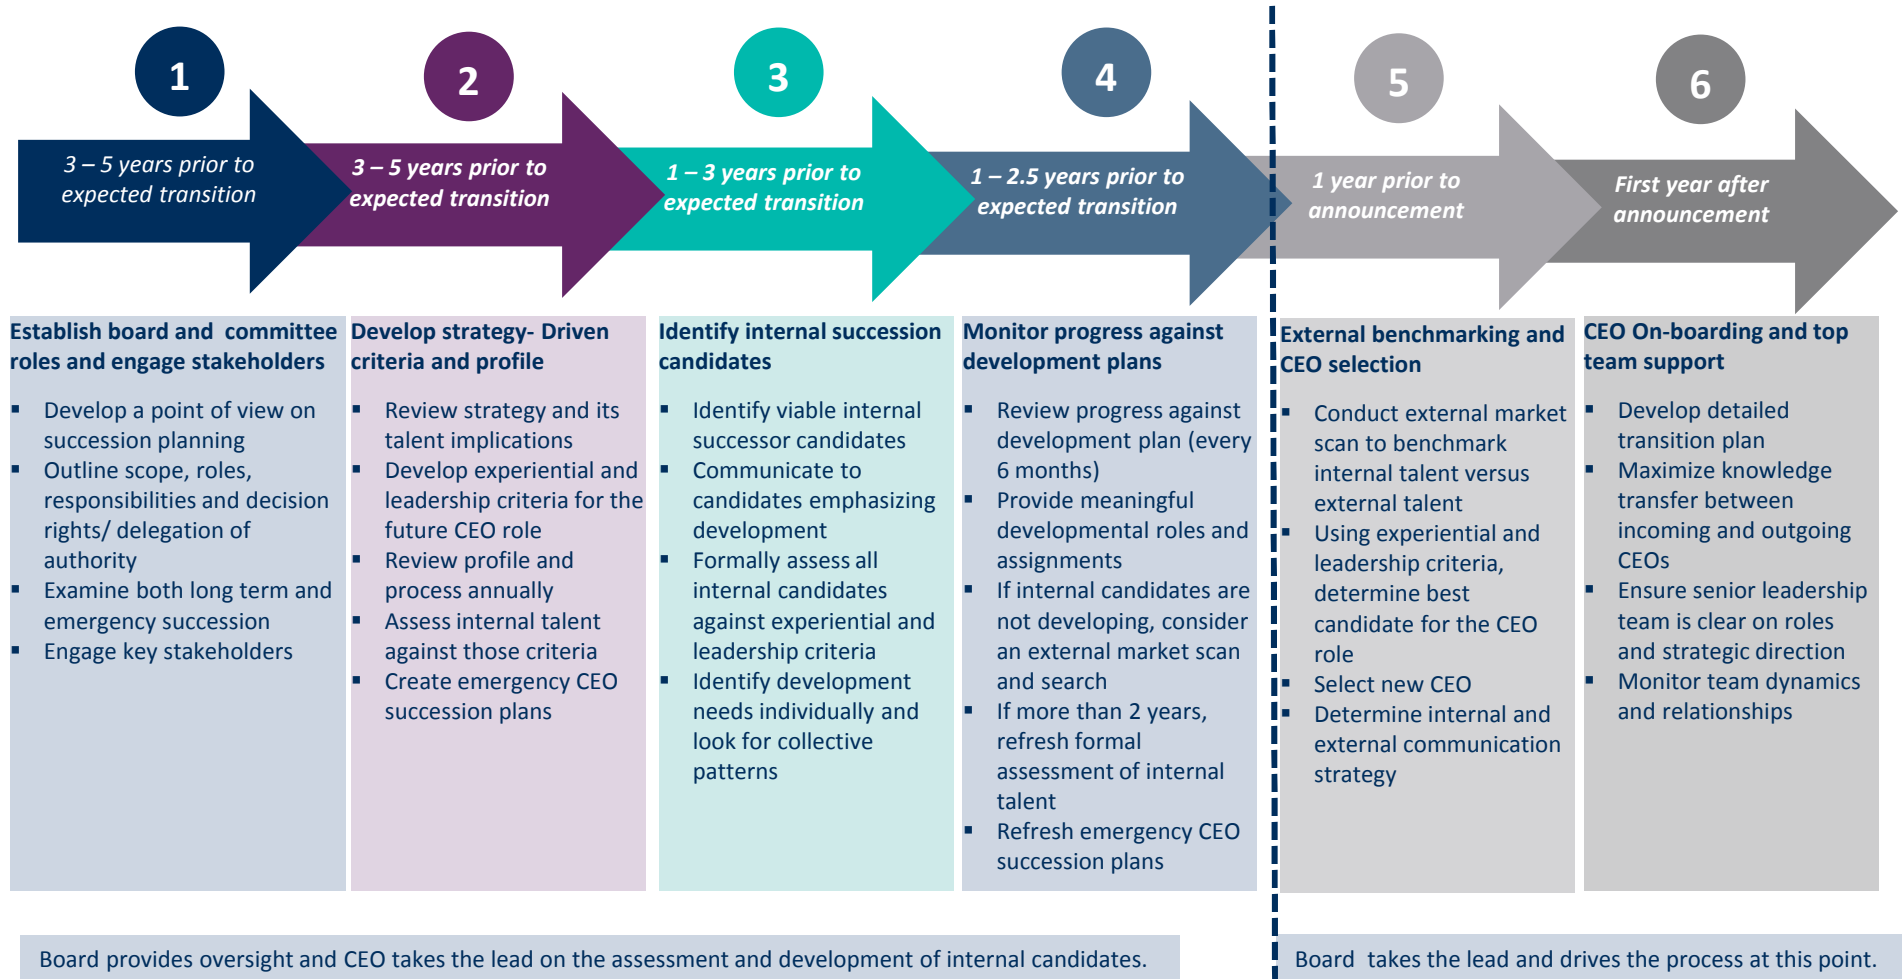 1
2
3
4
5
6
3 – 5 years prior to
expected transition
3 – 5 years prior to
expected transition
1 – 3 years prior to
expected transition
1 – 2.5 years prior to
expected transition
1 year prior to
announcement
First year after
announcement
Establish board and  committee
roles and engage stakeholders
▪ Develop a point of view on
succession planning
▪ Outline scope, roles,
responsibilities and decision
rights/ delegation of
authority
▪ Examine both long term and
emergency succession
▪ Engage key stakeholders
Develop strategy- Driven
criteria and profile
▪ Review strategy and its
talent implications
▪ Develop experiential and
leadership criteria for the
future CEO role
▪ Review profile and
process annually
▪ Assess internal talent
against those criteria
▪ Create emergency CEO
succession plans
Identify internal succession
candidates
▪ Identify viable internal
successor candidates
▪ Communicate to
candidates emphasizing
development
▪ Formally assess all
internal candidates
against experiential and
leadership criteria
▪ Identify development
needs individually and
look for collective
patterns
Monitor progress against
development plans
▪ Review progress against
development plan (every
6 months)
▪ Provide meaningful
developmental roles and
assignments
▪ If internal candidates are
not developing, consider
an external market scan
and search
▪ If more than 2 years,
refresh formal
assessment of internal
talent
▪ Refresh emergency CEO
succession plans
External benchmarking and
CEO selection
▪ Conduct external market
scan to benchmark
internal talent versus
external talent
▪ Using experiential and
leadership criteria,
determine best
candidate for the CEO
role
▪ Select new CEO
▪ Determine internal and
external communication
strategy
CEO On-boarding and top
team support
▪ Develop detailed
transition plan
▪ Maximize knowledge
transfer between
incoming and outgoing
CEOs
▪ Ensure senior leadership
team is clear on roles
and strategic direction
▪ Monitor team dynamics
and relationships
Board provides oversight and CEO takes the lead on the assessment and development of internal candidates.
Board  takes the lead and drives the process at this point.